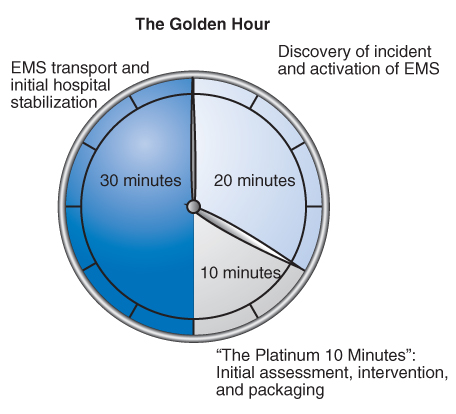 The Golden Hour
Discovery of incident
and activation of EMS
EMS transport and
initial hospital
stabilization
30 minutes
20 minutes
10 minutes
“The Platinum 10 Minutes”:
Initial assessment, intervention,
and packaging